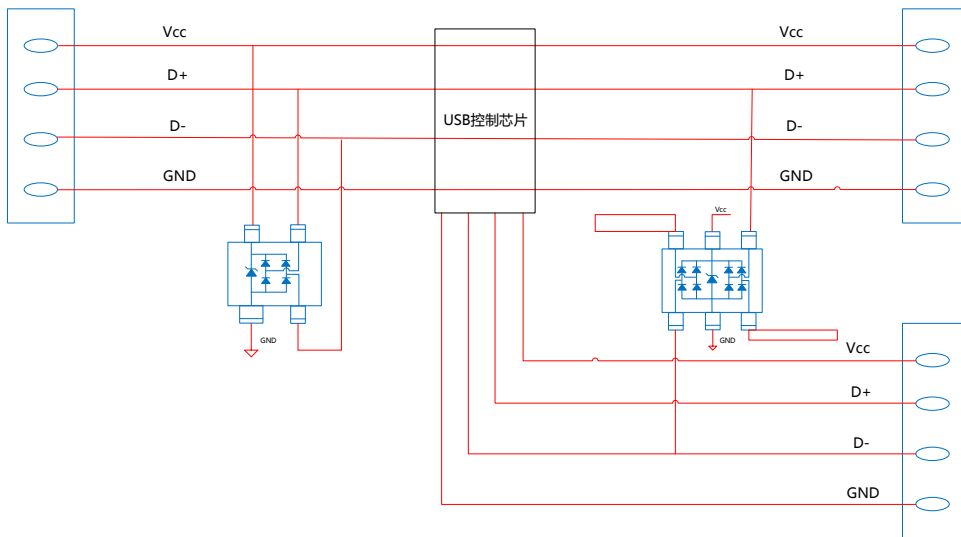 Vcc
Vcc
D+
D+
USB控制芯片
D-
D-
GND
GND
Vcc
GND
GND
Vcc
D+
D-
GND